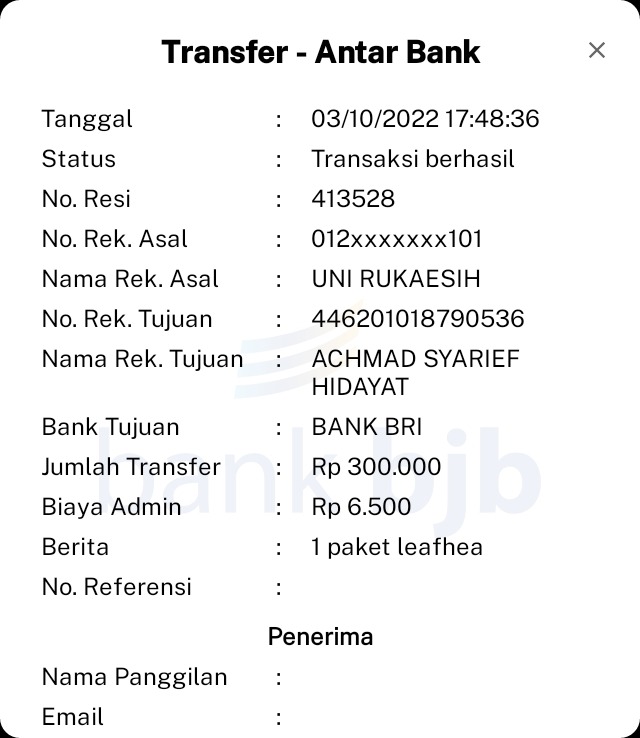 Transfer - Antar Bank
Tanggal : 03/10/2022 17:48:36
Status : Transaksi berhasil
No. Resi : 413528
No. Rek. Asal : 012xxxxxxx101
Nama Rek. Asal : UNI RUKAESIH
No. Rek. Tujuan : 446201018790536
Nama Rek. Tujuan : ACHMAD SYARIEF
HIDAYAT
Bank Tujuan : BANK BRI
Jumlah Transfer : Rp 300.000
Biaya Admin : Rp 6.500
Berita : 1 paket leafhea
No. Referensi :
Penerima
Nama Panggilan :
Email :
bank bjb